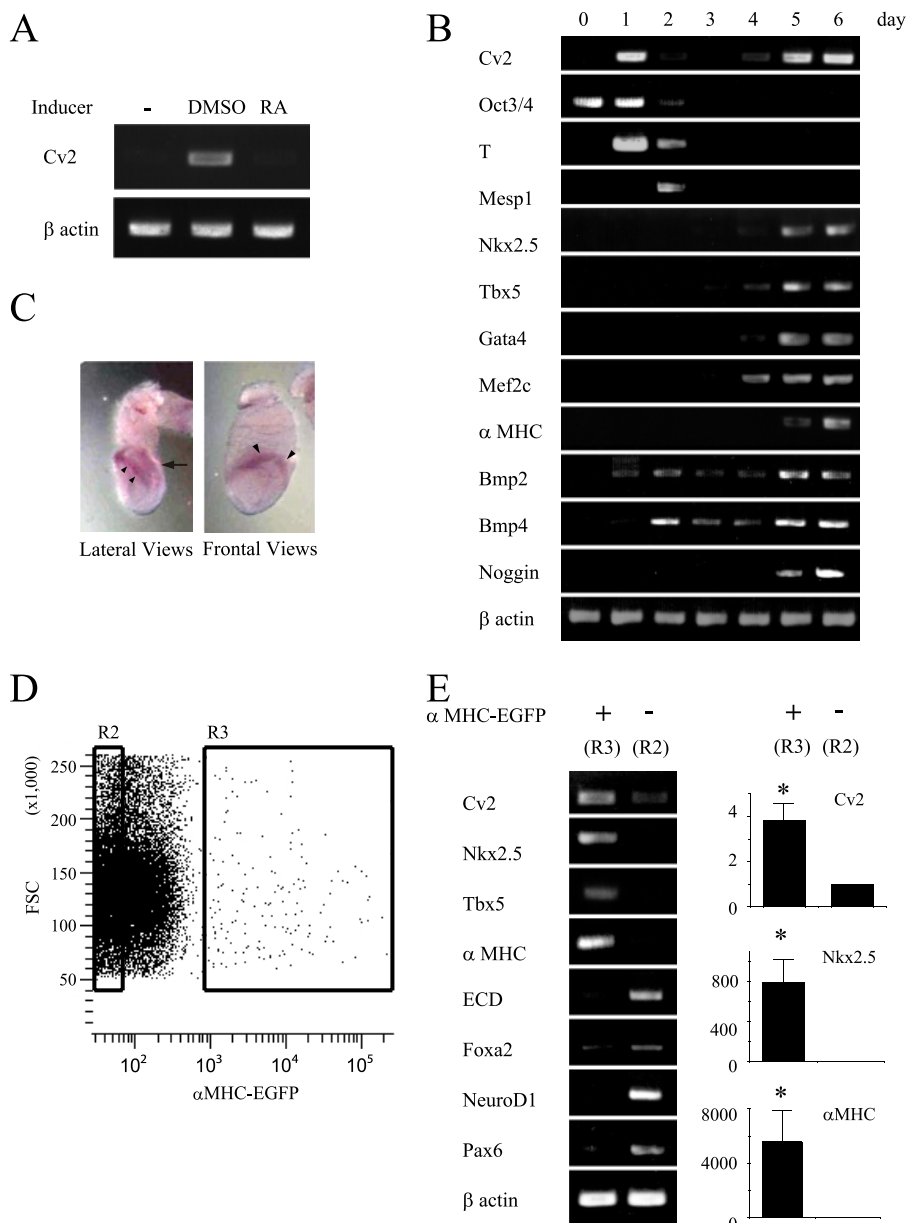 A
Inducer - DMSO RA
Cv2
β actin
B
0 1 2 3 4 5 6 day
Cv2
Oct3/4
T
Mesp1
Nkx2.5
Tbx5
Gata4
Mef2c
α MHC
Bmp2
Bmp4
Noggin
β actin
C
Lateral Views Frontal Views
D
R2 R3
FSC (x1,000)
250
200
150
100
50
10² 10³ 10⁴ 10⁵
αMHC-EGFP
E
α MHC-EGFP + - + -
(R3) (R2) (R3) (R2)
Cv2
Nkx2.5
Tbx5
α MHC
ECD
Foxa2
NeuroD1
Pax6
β actin
* Cv2
4
2
0
* Nkx2.5
800
400
0
* αMHC
8000
4000
0